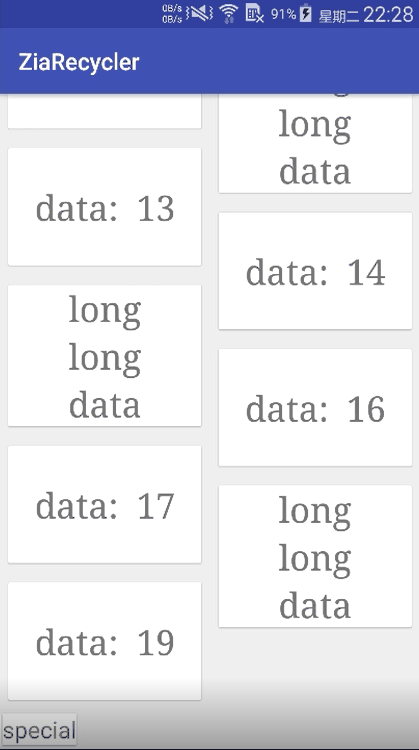 0B/s
0B/s
91%
星期二 22:28
ZiaRecycler
long
data
data: 13
data: 14
long
long
data
data: 16
data: 17
long
long
data
data: 19
special